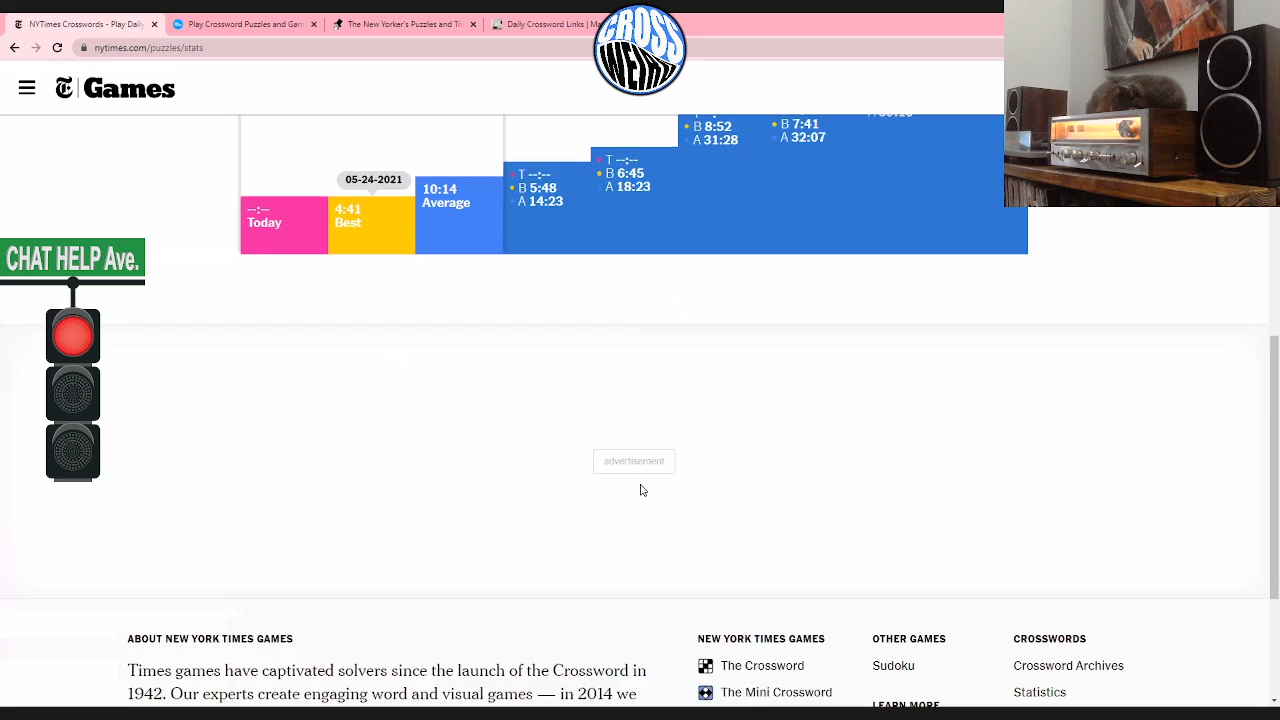 NYTimes Crosswords - Play Daily
Play Crossword Puzzles and Gam
The New Yorker's Puzzles and Tri
Daily Crossword Links | Ma
nytimes.com/puzzles/stats
CROSS
WEIRD
Games
CHAT HELP Ave.
--:--
Today
05-24-2021
4:41
Best
10:14
Average
T --:--
B 5:48
A 14:23
T --:--
B 6:45
A 18:23
B 8:52
A 31:28
B 7:41
A 32:07
advertisement
ABOUT NEW YORK TIMES GAMES
Times games have captivated solvers since the launch of the Crossword in
1942. Our experts create engaging word and visual games — in 2014 we
NEW YORK TIMES GAMES
The Crossword
The Mini Crossword
OTHER GAMES
Sudoku
LEARN MORE
CROSSWORDS
Crossword Archives
Statistics